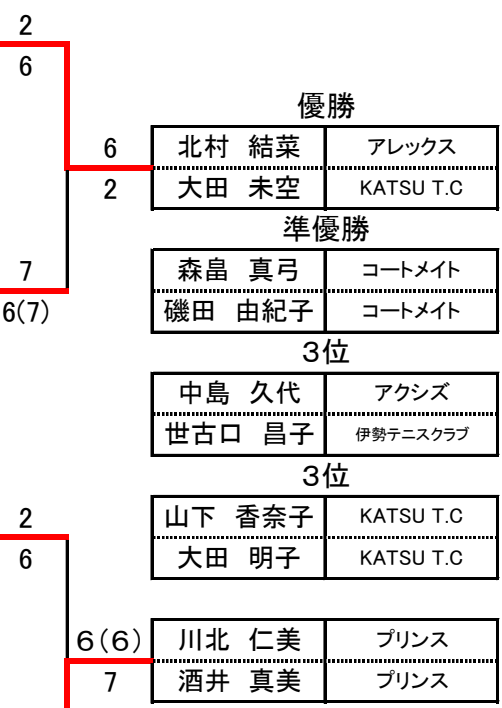 2
6
優勝
6 北村 結菜 アレックス
2 大田 未空 KATSU T.C
準優勝
7 森畠 真弓 コートメイト
6(7) 磯田 由紀子 コートメイト
３位
中島 久代 アクシズ
世古口 昌子 伊勢テニスクラブ
３位
2 山下 香奈子 KATSU T.C
6 大田 明子 KATSU T.C
６(６) 川北 仁美 プリンス
7 酒井 真美 プリンス